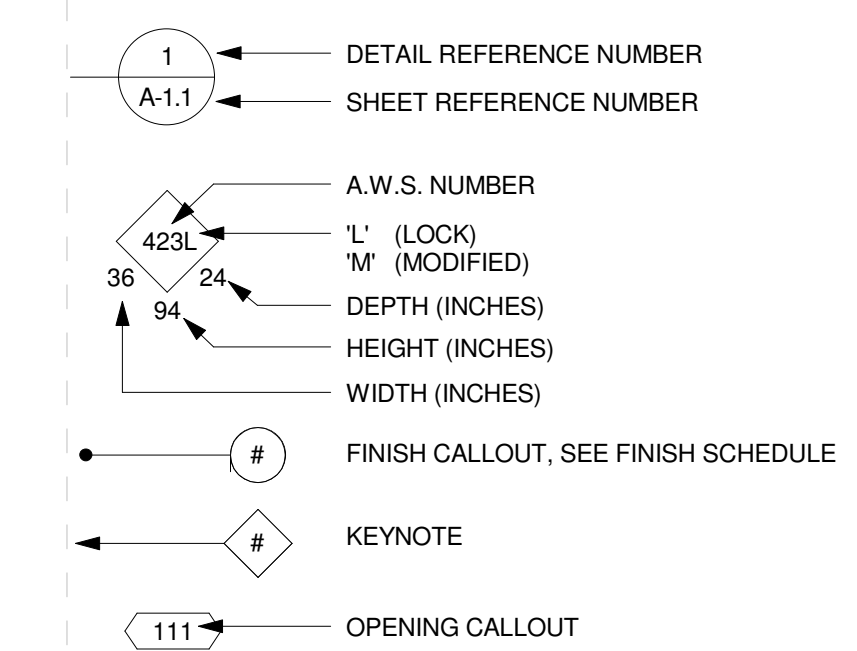 1 DETAIL REFERENCE NUMBER
A-1.1 SHEET REFERENCE NUMBER
A.W.S. NUMBER
423L 'L' (LOCK)
'M' (MODIFIED)
36 24
DEPTH (INCHES)
94
HEIGHT (INCHES)
WIDTH (INCHES)
# FINISH CALLOUT, SEE FINISH SCHEDULE
# KEYNOTE
111 OPENING CALLOUT